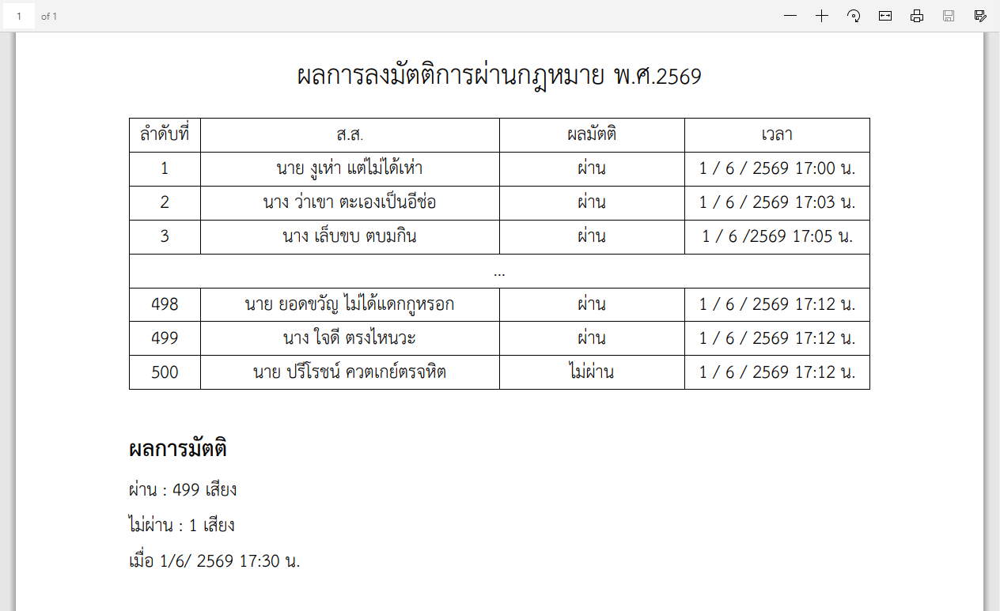 1 of 1
ผลการลงมัตติการผ่านกฎหมาย พ.ศ.2569
ลำดับที่ ส.ส. ผลมัตติ เวลา
1 นาย งูเห่า แต่ไม่ได้เห่า ผ่าน 1 / 6 / 2569 17:00 น.
2 นาง ว่าเขา ตะเองเป็นอีช่อ ผ่าน 1 / 6 / 2569 17:03 น.
3 นาง เล็บขบ ตบมกิน ผ่าน 1 / 6 /2569 17:05 น.
...
498 นาย ยอดขวัญ ไม่ได้แดกกูหรอก ผ่าน 1 / 6 / 2569 17:12 น.
499 นาง ใจดี ตรงไหนวะ ผ่าน 1 / 6 / 2569 17:12 น.
500 นาย ปรีโรชน์ ควตเกย์ตรจหิต ไม่ผ่าน 1 / 6 / 2569 17:12 น.
ผลการมัตติ
ผ่าน : 499 เสียง
ไม่ผ่าน : 1 เสียง
เมื่อ 1/6/ 2569 17:30 น.